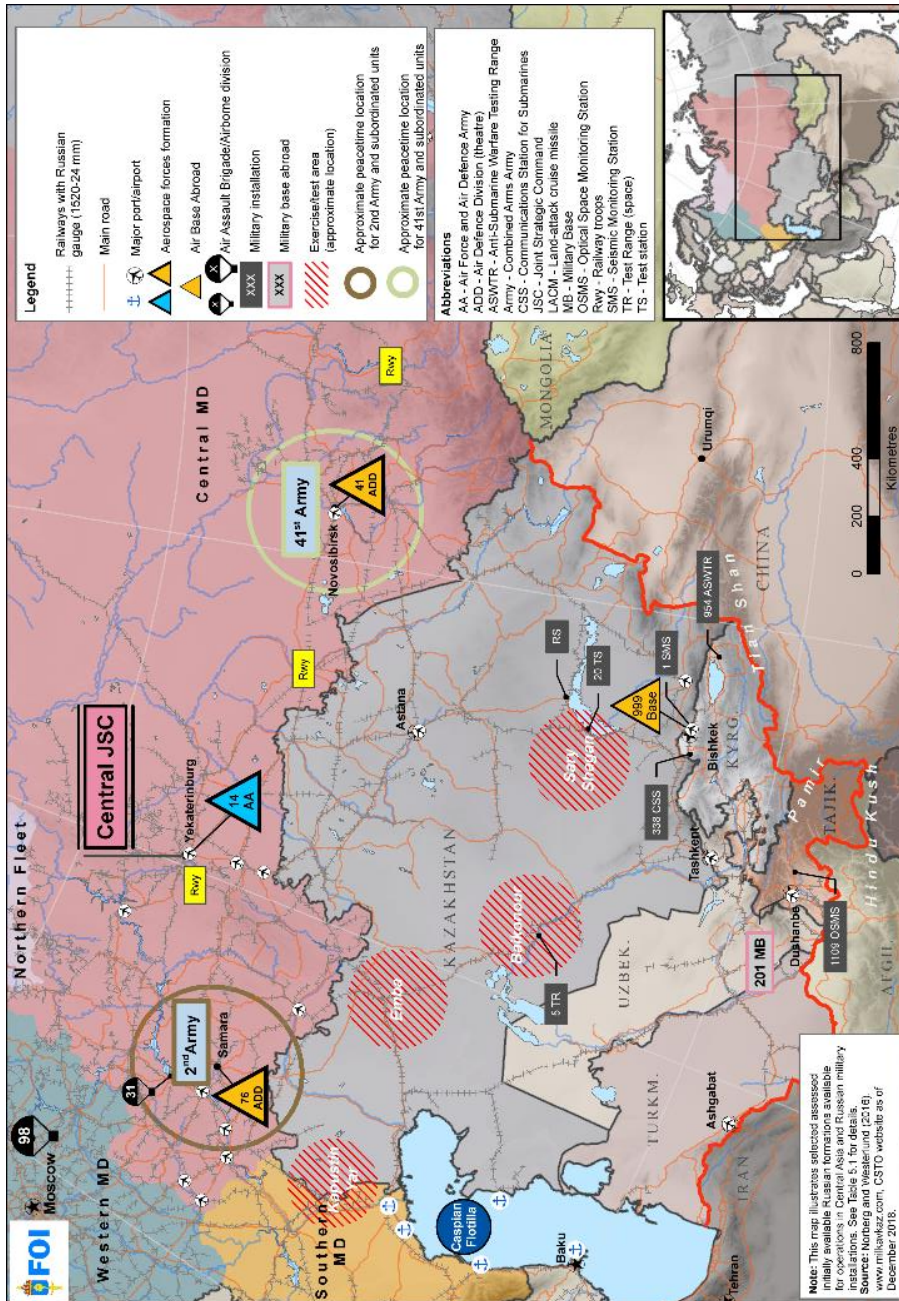 FOI
Northern Fleet
98
Moscow
Western MD
31
2nd Army
Samara
76
ADD
Rwy
Central JSC
Yekaterinburg
14
AA
Central MD
41st Army
Novosibirsk
41
ADD
Rwy
Rwy
Southern
MD
Kapustin
Yar
Emba
KAZAKHSTAN
Astana
Baikonour
5 TR
Sary
Shagan
RS
20 TS
Caspian
Flotilla
Baku
UZBEK.
TURKM.
Ashgabat
Tehran
IRAN
Tashkent
338 CSS
999
Base
1 SMS
Bishkek
KYRG.
954 ASWTR
Tian Shan
Pamir
TAJIK.
Hindu Kush
201 MB
Dushanbe
1109 OSMS
AFGH.
MONGOLIA
Urumqi
CHINA
0 200 400 800
Kilometres
Note: This map illustrates selected assessed
initially available Russian formations available
for operations in Central Asia and Russian military
installations. See Table 5.1 for details.
Source: Norberg and Westerlund (2016),
www.milkavkaz.com, CSTO website as of
December 2018.
Legend
Railways with Russian
gauge (1520-24 mm)
Main road
Major port/airport
Aerospace forces formation
Air Base Abroad
X X Air Assault Brigade/Airborne division
XXX Military installation
XXX Military base abroad
Exercise/test area
(approximate location)
Approximate peacetime location
for 2nd Army and subordinated units
Approximate peacetime location
for 41st Army and subordinated units
Abbreviations
AA - Air Force and Air Defence Army
ADD - Air Defence Division (theatre)
ASWTR - Anti-Submarine Warfare Testing Range
Army - Combined Arms Army
CSS - Communications Station for Submarines
JSC - Joint Strategic Command
LACM - Land-attack cruise missile
MB - Military Base
OSMS - Optical Space Monitoring Station
Rwy - Railway troops
SMS - Seismic Monitoring Station
TR - Test Range (space)
TS - Test station